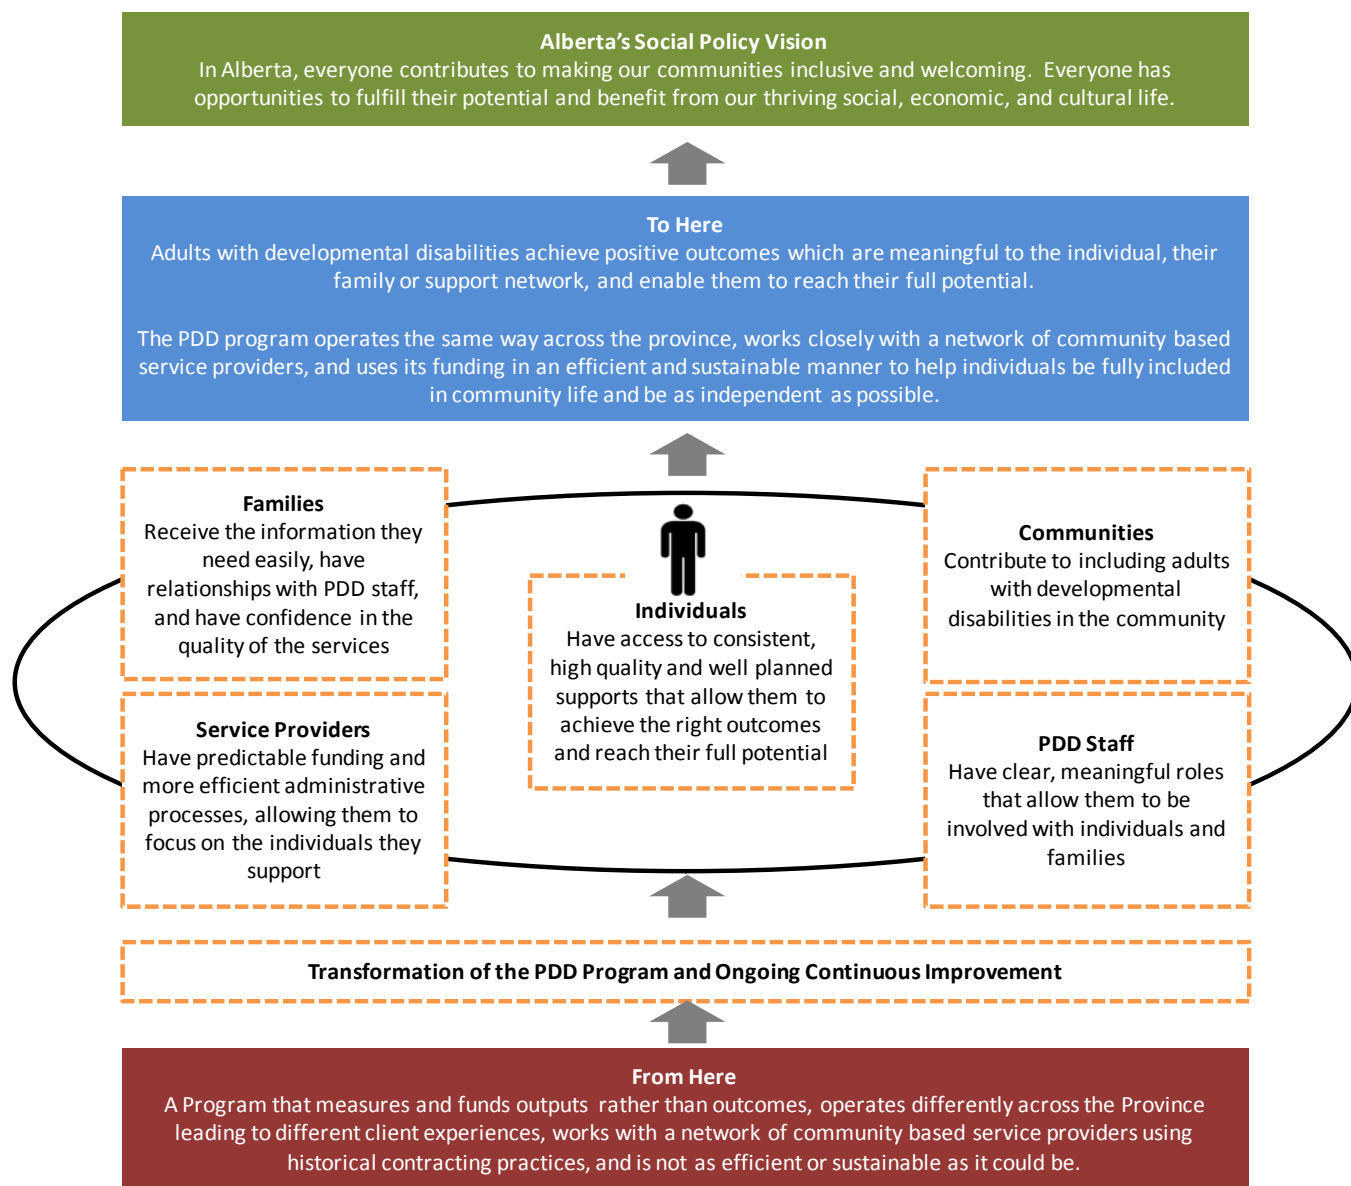 Alberta's Social Policy Vision
In Alberta, everyone contributes to making our communities inclusive and welcoming.  Everyone has
opportunities to fulfill their potential and benefit from our thriving social, economic, and cultural life.
To Here
Adults with developmental disabilities achieve positive outcomes which are meaningful to the individual, their
family or support network, and enable them to reach their full potential.
The PDD program operates the same way across the province, works closely with a network of community based
service providers, and uses its funding in an efficient and sustainable manner to help individuals be fully included
in community life and be as independent as possible.
Families
Receive the information they
need easily, have
relationships with PDD staff,
and have confidence in the
quality of the services
Communities
Contribute to including adults
with developmental
disabilities in the community
Individuals
Have access to consistent,
high quality and well planned
supports that allow them to
achieve the right outcomes
and reach their full potential
Service Providers
Have predictable funding and
more efficient administrative
processes, allowing them to
focus on the individuals they
support
PDD Staff
Have clear, meaningful roles
that allow them to be
involved with individuals and
families
Transformation of the PDD Program and Ongoing Continuous Improvement
From Here
A Program that measures and funds outputs rather than outcomes, operates differently across the Province
leading to different client experiences, works with a network of community based service providers using
historical contracting practices, and is not as efficient or sustainable as it could be.